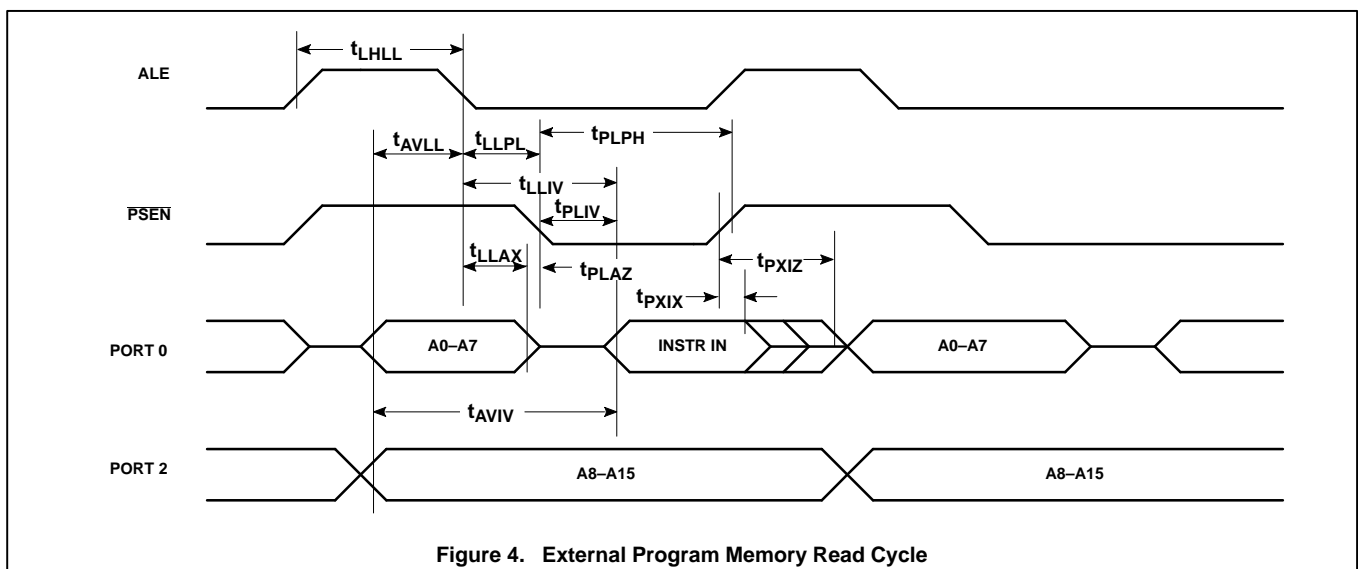 tLHLL
ALE
tAVLL
tLLPL
tPLPH
tLLIV
PSEN
tPLIV
tLLAX
tPLAZ
tPXIZ
tPXIX
PORT 0
A0–A7
INSTR IN
A0–A7
tAVIV
PORT 2
A8–A15
A8–A15
Figure 4. External Program Memory Read Cycle